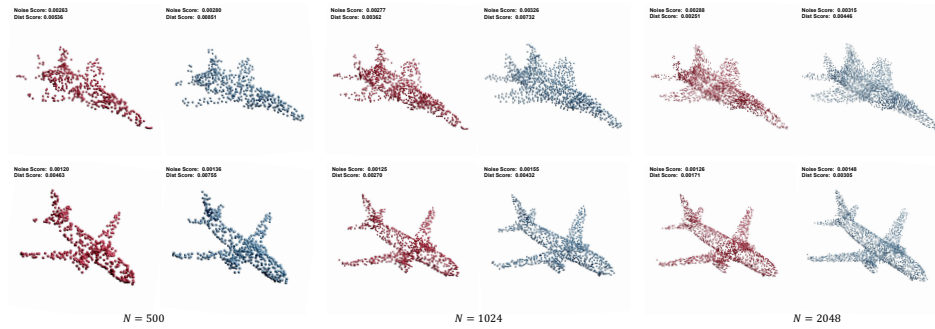 Noise Score: 0.00263
Dist Score: 0.00536
Noise Score: 0.00280
Dist Score: 0.00851
Noise Score: 0.00277
Dist Score: 0.00362
Noise Score: 0.00326
Dist Score: 0.00732
Noise Score: 0.00288
Dist Score: 0.00251
Noise Score: 0.00315
Dist Score: 0.00446
Noise Score: 0.00120
Dist Score: 0.00463
Noise Score: 0.00136
Dist Score: 0.00755
Noise Score: 0.00125
Dist Score: 0.00270
Noise Score: 0.00155
Dist Score: 0.00432
Noise Score: 0.00126
Dist Score: 0.00171
Noise Score: 0.00148
Dist Score: 0.00305
N = 500
N = 1024
N = 2048